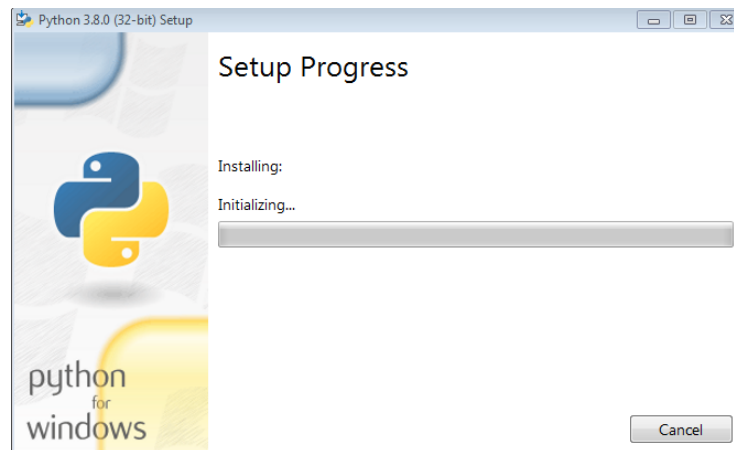 Python 3.8.0 (32-bit) Setup
Setup Progress
Installing:
Initializing...
python
for
windows
Cancel